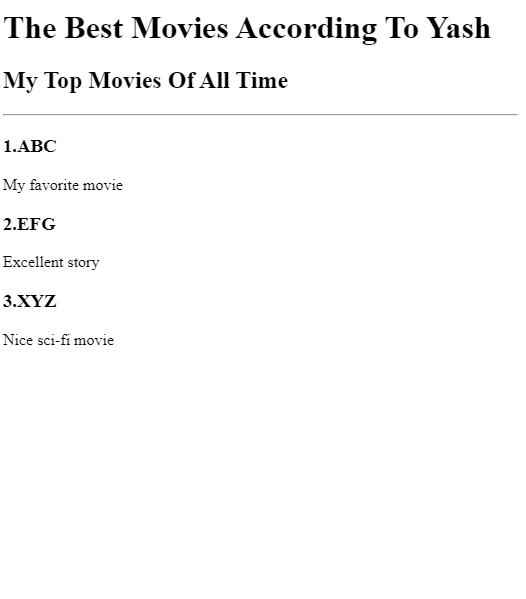 The Best Movies According To Yash
My Top Movies Of All Time
1.ABC
My favorite movie
2.EFG
Excellent story
3.XYZ
Nice sci-fi movie